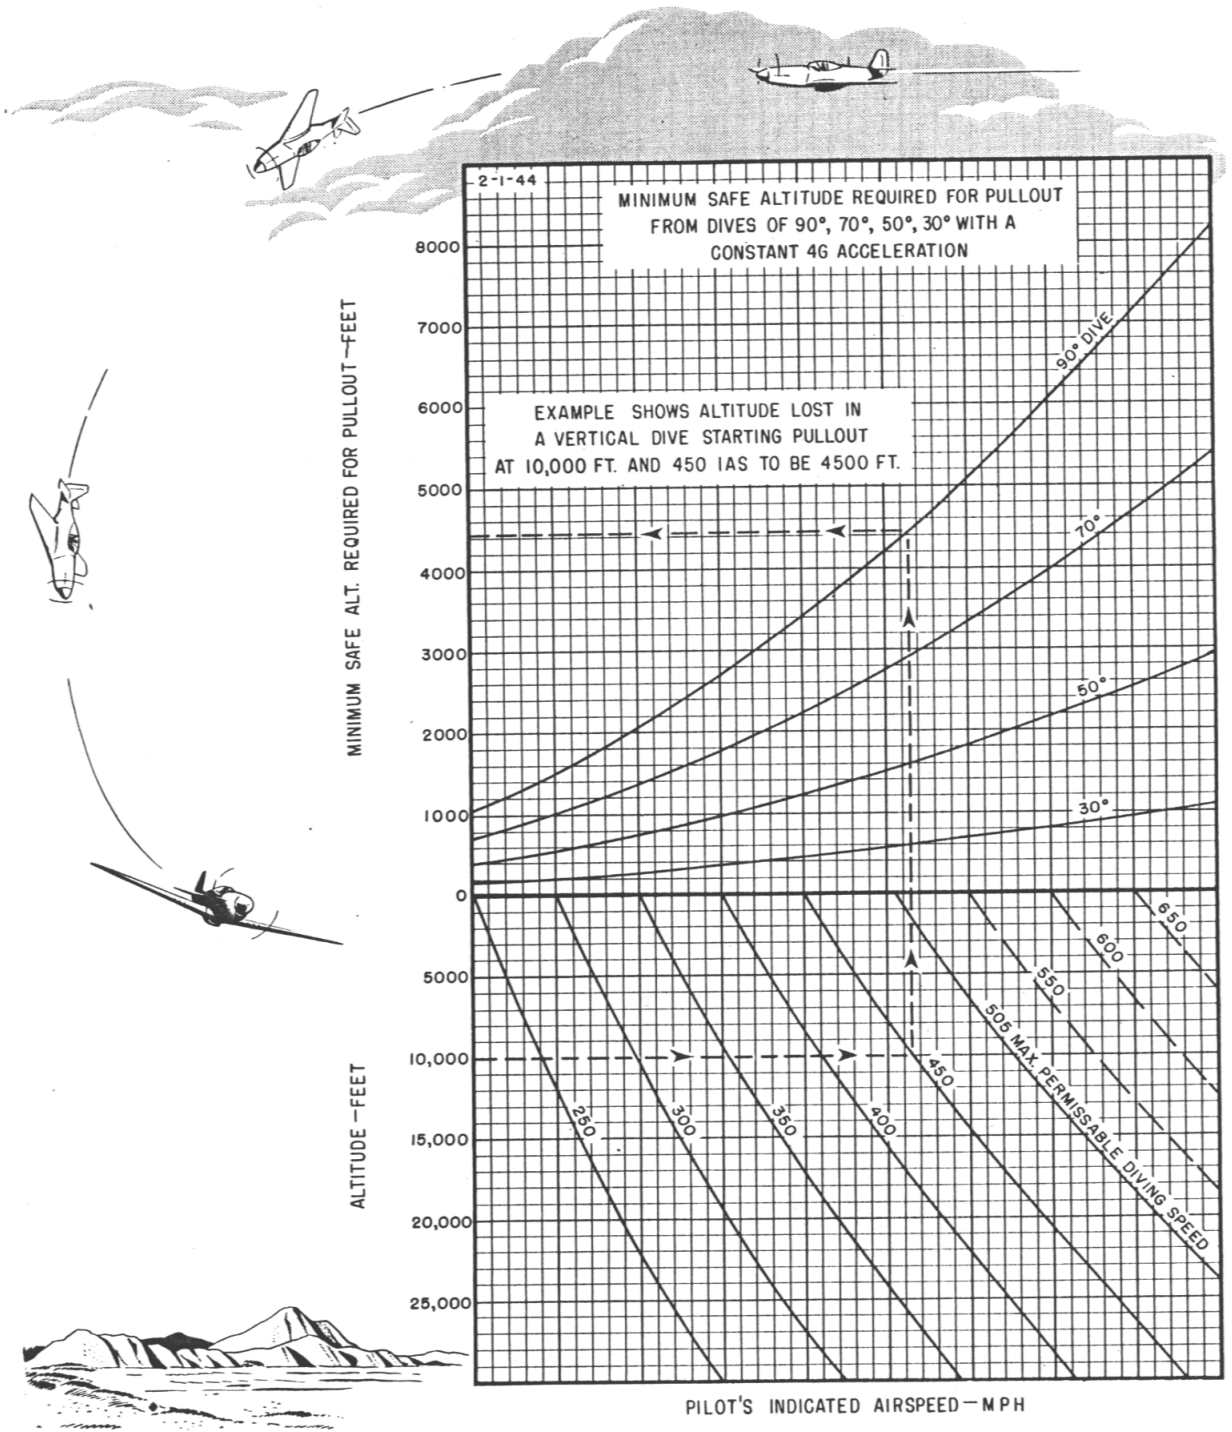 2-1-44
MINIMUM SAFE ALTITUDE REQUIRED FOR PULLOUT
FROM DIVES OF 90°, 70°, 50°, 30° WITH A
CONSTANT 4G ACCELERATION
8000
7000
6000
5000
4000
3000
2000
1000
0
MINIMUM SAFE ALT. REQUIRED FOR PULLOUT—FEET
90° DIVE
EXAMPLE SHOWS ALTITUDE LOST IN
A VERTICAL DIVE STARTING PULLOUT
AT 10,000 FT. AND 450 IAS TO BE 4500 FT.
70°
50°
30°
5000
10,000
15,000
20,000
25,000
ALTITUDE—FEET
250
300
350
400
450
505 MAX. PERMISSABLE DIVING SPEED
550
600
650
PILOT'S INDICATED AIRSPEED—MPH